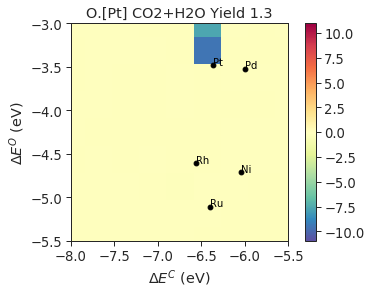 O.[Pt] CO2+H2O Yield 1.3
−3.0
−3.5
−4.0
−4.5
−5.0
−5.5
ΔE^O (eV)
Pt
Pd
Rh
Ni
Ru
−8.0 −7.5 −7.0 −6.5 −6.0 −5.5
ΔE^C (eV)
10.0
7.5
5.0
2.5
0.0
−2.5
−5.0
−7.5
−10.0